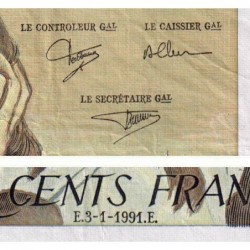 LE CONTROLEUR GAL LE CAISSIER GAL
LE SECRÉTAIRE GAL
CENTS FRAN
E.3-1-1991.E.